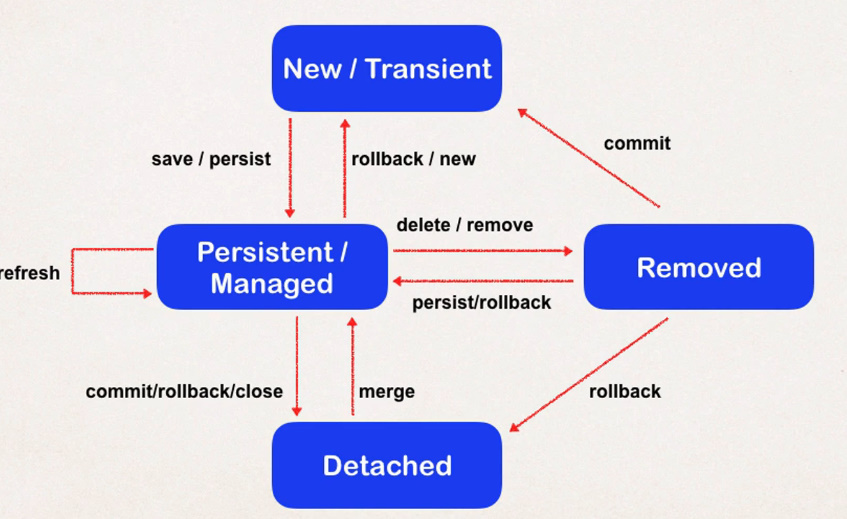 New / Transient
commit
save / persist
rollback / new
delete / remove
Persistent /
Managed
Removed
refresh
persist/rollback
commit/rollback/close
merge
rollback
Detached